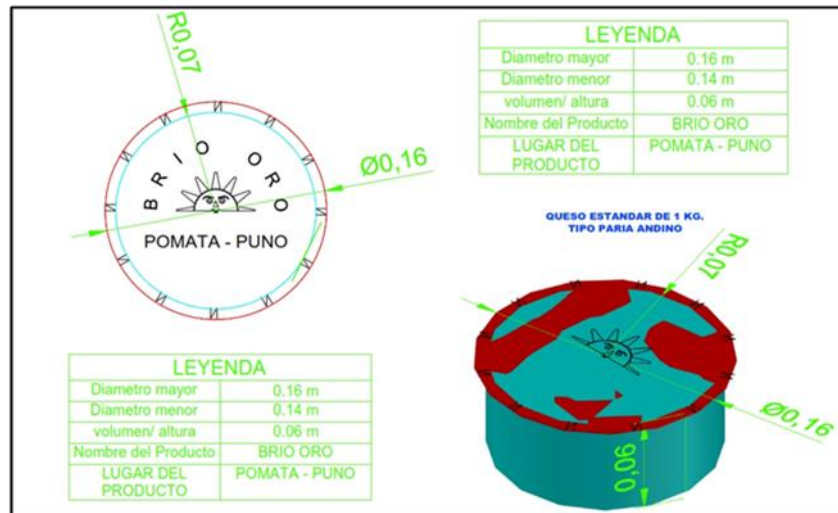 R0,07
BRIO ORO
Ø0,16
POMATA - PUNO
LEYENDA
Diametro mayor 0.16 m
Diametro menor 0.14 m
volumen/ altura 0.06 m
Nombre del Producto BRIO ORO
LUGAR DEL PRODUCTO POMATA - PUNO
QUESO ESTANDAR DE 1 KG.
TIPO PARIA ANDINO
R0,07
Ø0,16
0,06
LEYENDA
Diametro mayor 0.16 m
Diametro menor 0.14 m
volumen/ altura 0.06 m
Nombre del Producto BRIO ORO
LUGAR DEL PRODUCTO POMATA - PUNO